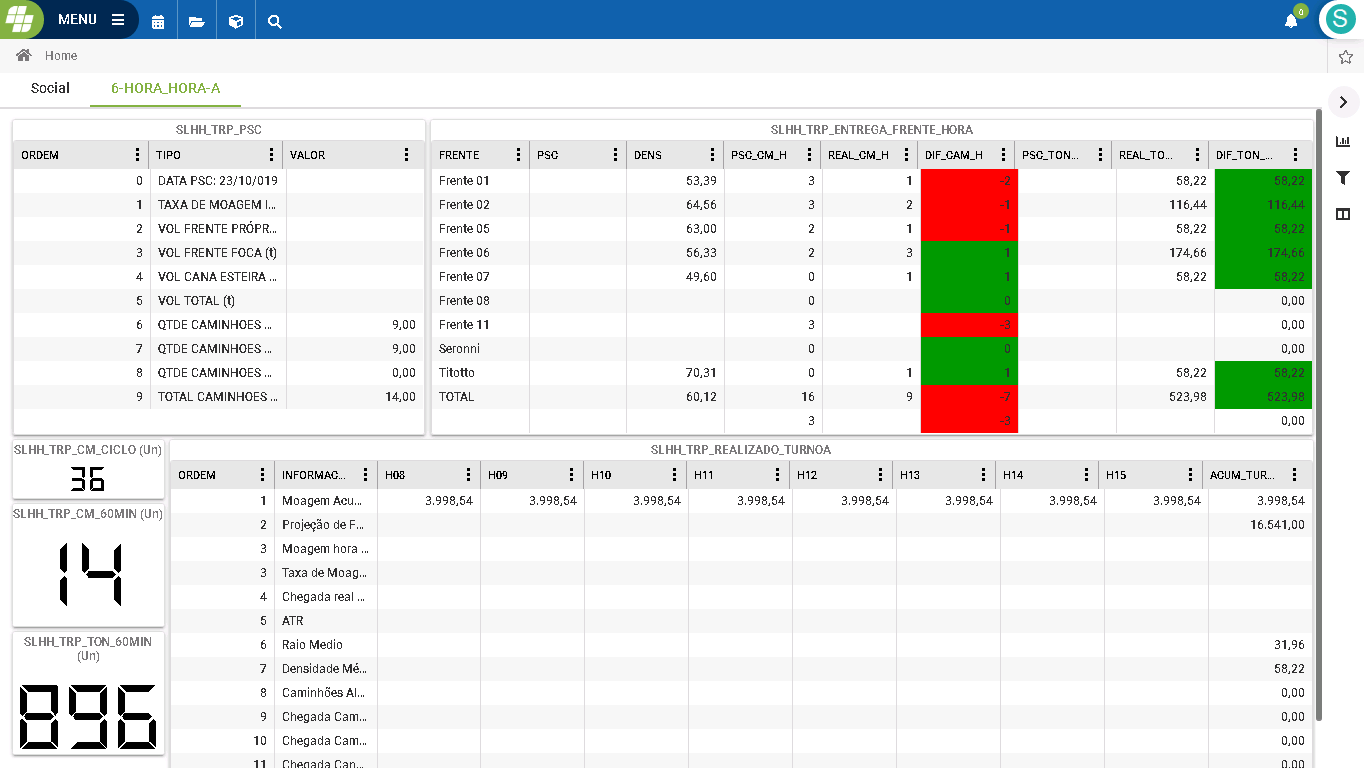 MENU
0
S
Home
Social 6-HORA_HORA-A
SLHH_TRP_PSC
ORDEM TIPO VALOR
0 DATA PSC: 23/10/019
1 TAXA DE MOAGEM I...
2 VOL FRENTE PRÓPR...
3 VOL FRENTE FOCA (t)
4 VOL CANA ESTEIRA ...
5 VOL TOTAL (t)
6 QTDE CAMINHOES ... 9,00
7 QTDE CAMINHOES ... 9,00
8 QTDE CAMINHOES ... 0,00
9 TOTAL CAMINHOES ... 14,00
SLHH_TRP_ENTREGA_FRENTE_HORA
FRENTE PSC DENS PSC_CM_H REAL_CM_H DIF_CAM_H PSC_TON... REAL_TO... DIF_TON_...
Frente 01 53,39 3 1 -2 58,22 58,22
Frente 02 64,56 3 2 -1 116,44 116,44
Frente 05 63,00 2 1 -1 58,22 58,22
Frente 06 56,33 2 3 1 174,66 174,66
Frente 07 49,60 0 1 1 58,22 58,22
Frente 08 0 0 0,00
Frente 11 3 -3 0,00
Seronni 0 0 0,00
Titotto 70,31 0 1 1 58,22 58,22
TOTAL 60,12 16 9 -7 523,98 523,98
3 3 0,00
SLHH_TRP_CM_CICLO (Un)
36
SLHH_TRP_CM_60MIN (Un)
14
SLHH_TRP_TON_60MIN
(Un)
896
SLHH_TRP_REALIZADO_TURNOA
ORDEM INFORMAC... H08 H09 H10 H11 H12 H13 H14 H15 ACUM_TUR...
1 Moagem Acu... 3.998,54 3.998,54 3.998,54 3.998,54 3.998,54 3.998,54 3.998,54 3.998,54 3.998,54
2 Projeção de F... 16.541,00
3 Moagem hora ...
3 Taxa de Moag...
4 Chegada real ...
5 ATR
6 Raio Medio 31,96
7 Densidade Mé... 58,22
8 Caminhões Al... 0,00
9 Chegada Cam... 0,00
10 Chegada Cam... 0,00
11 Chegada Can... 0,00